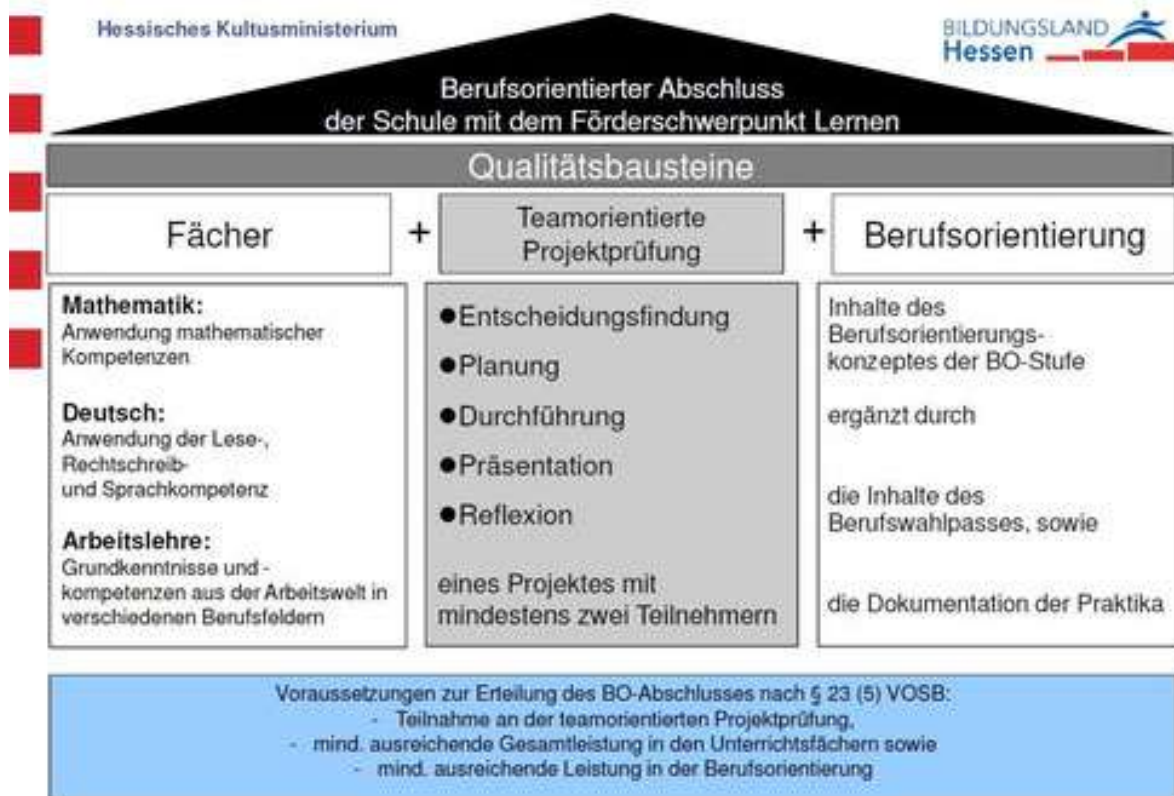 Hessisches Kultusministerium
BILDUNGSLAND
Hessen
Berufsorientierter Abschluss
der Schule mit dem Förderschwerpunkt Lernen
Qualitätsbausteine
Fächer
+
Teamorientierte
Projektprüfung
+
Berufsorientierung
Mathematik:
Anwendung mathematischer
Kompetenzen
Deutsch:
Anwendung der Lese-,
Rechtschreib-
und Sprachkompetenz
Arbeitslehre:
Grundkenntnisse und -
kompetenzen aus der Arbeitswelt in
verschiedenen Berufsfeldern
●Entscheidungsfindung
●Planung
●Durchführung
●Präsentation
●Reflexion
eines Projektes mit
mindestens zwei Teilnehmern
Inhalte des
Berufsorientierungs-
konzeptes der BO-Stufe
ergänzt durch
die Inhalte des
Berufswahlpasses, sowie
die Dokumentation der Praktika
Voraussetzungen zur Erteilung des BO-Abschlusses nach § 23 (5) VOSB:
- Teilnahme an der teamorientierten Projektprüfung,
- mind. ausreichende Gesamtleistung in den Unterrichtsfächern sowie
- mind. ausreichende Leistung in der Berufsorientierung